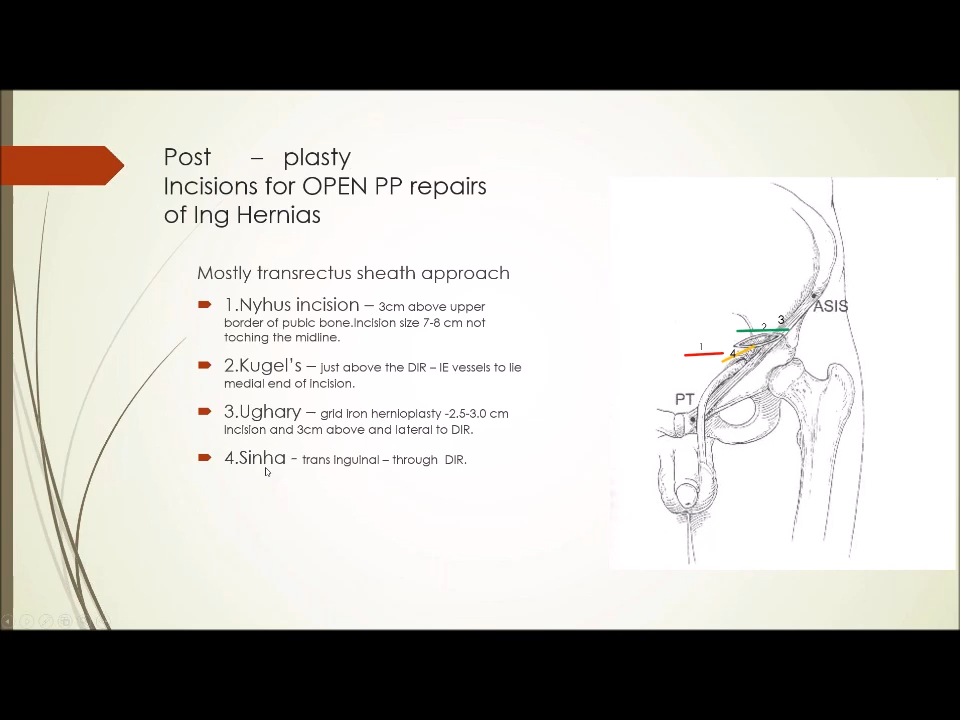 Post – plasty
Incisions for OPEN PP repairs
of Ing Hernias
Mostly transrectus sheath approach
1.Nyhus incision – 3cm above upper
border of pubic bone.Incision size 7-8 cm not
toching the midline.
2.Kugel's – just above the DIR – IE vessels to lie
medial end of incision.
3.Ughary – grid iron hernioplasty -2.5-3.0 cm
incision and 3cm above and lateral to DIR.
4.Sinha - trans inguinal – through DIR.
ASIS
3
2
1
4
PT